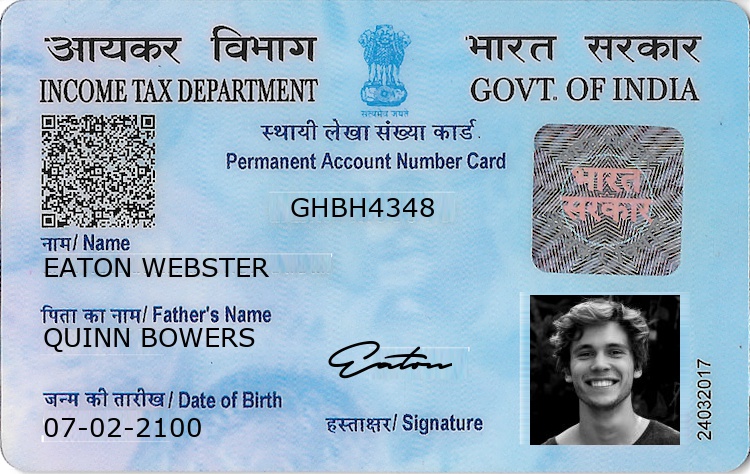 आयकर विभाग
INCOME TAX DEPARTMENT
भारत सरकार
GOVT. OF INDIA
सत्यमेव जयते
स्थायी लेखा संख्या कार्ड
Permanent Account Number Card
GHBH4348
भारत
सरकार
नाम/ Name
EATON WEBSTER
पिता का नाम/ Father's Name
QUINN BOWERS
जन्म की तारीख/ Date of Birth
07-02-2100
Eaton
हस्ताक्षर/ Signature
24032017